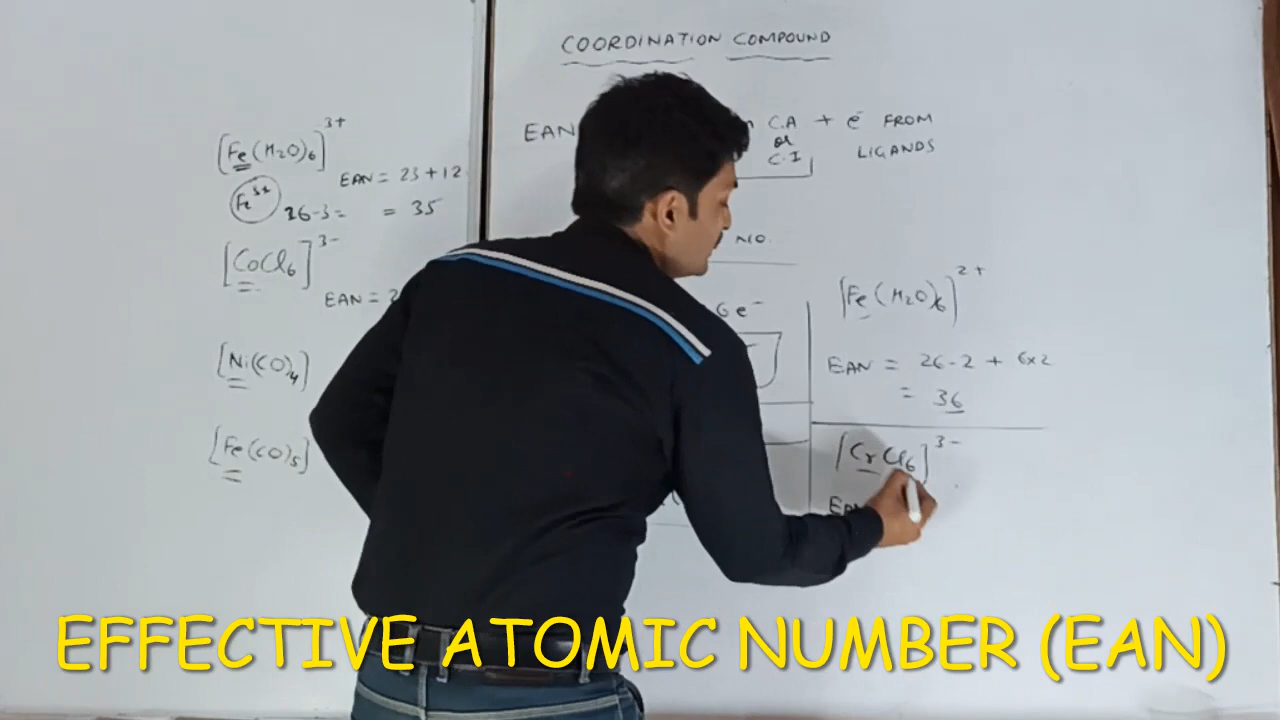 COORDINATION COMPOUND
EAN C.A + e⁻ FROM
or
C.I LIGANDS
[Fe(H2O)6]³⁺
EAN = 23 + 12
Fe³⁺ 26-3 = = 35
[CoCl6]³⁻
EAN = 2
[Ni(CO)4]
[Fe(CO)5]
NO.
6e⁻
[Fe(H2O)6]²⁺
EAN = 26-2 + 6x2
= 36
[CrCl6]³⁻
EAN
EFFECTIVE ATOMIC NUMBER (EAN)